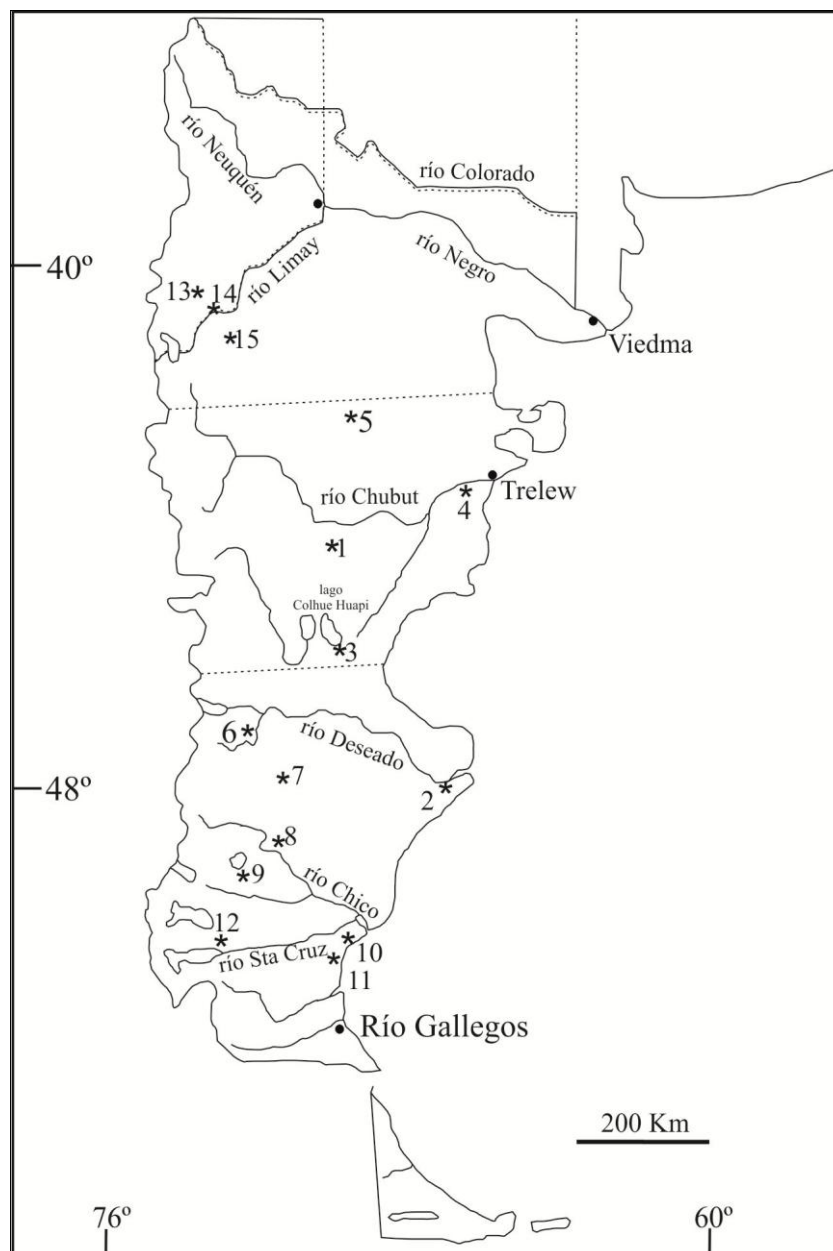 río Neuquén
río Colorado
40º
río Limay
río Negro
13* *14
*15
Viedma
*5
Trelew
*4
río Chubut
*1
lago
Colhue Huapi
*3
6*
río Deseado
*7
48º
2*
*8
*9
río Chico
12
*
*10
río Sta Cruz *
11
Río Gallegos
200 Km
76º
60º